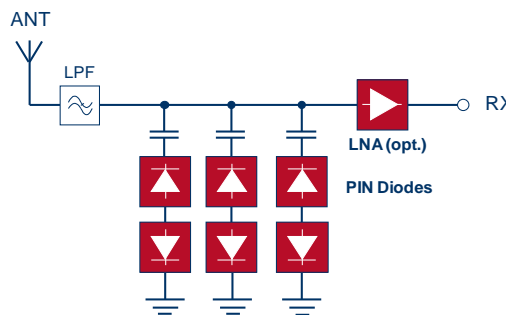 ANT
LPF
RX
LNA (opt.)
PIN Diodes